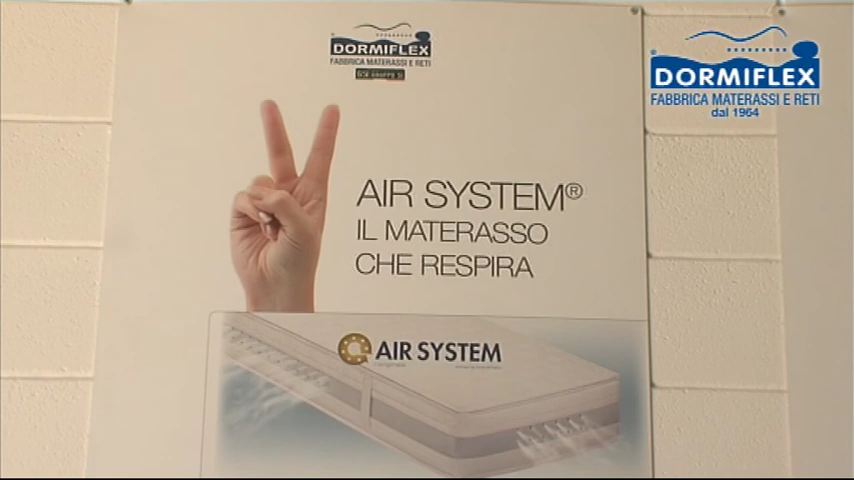 DORMIFLEX
FABBRICA MATERASSI E RETI
DORMIFLEX
FABBRICA MATERASSI E RETI
dal 1964
AIR SYSTEM®
IL MATERASSO
CHE RESPIRA
AIR SYSTEM